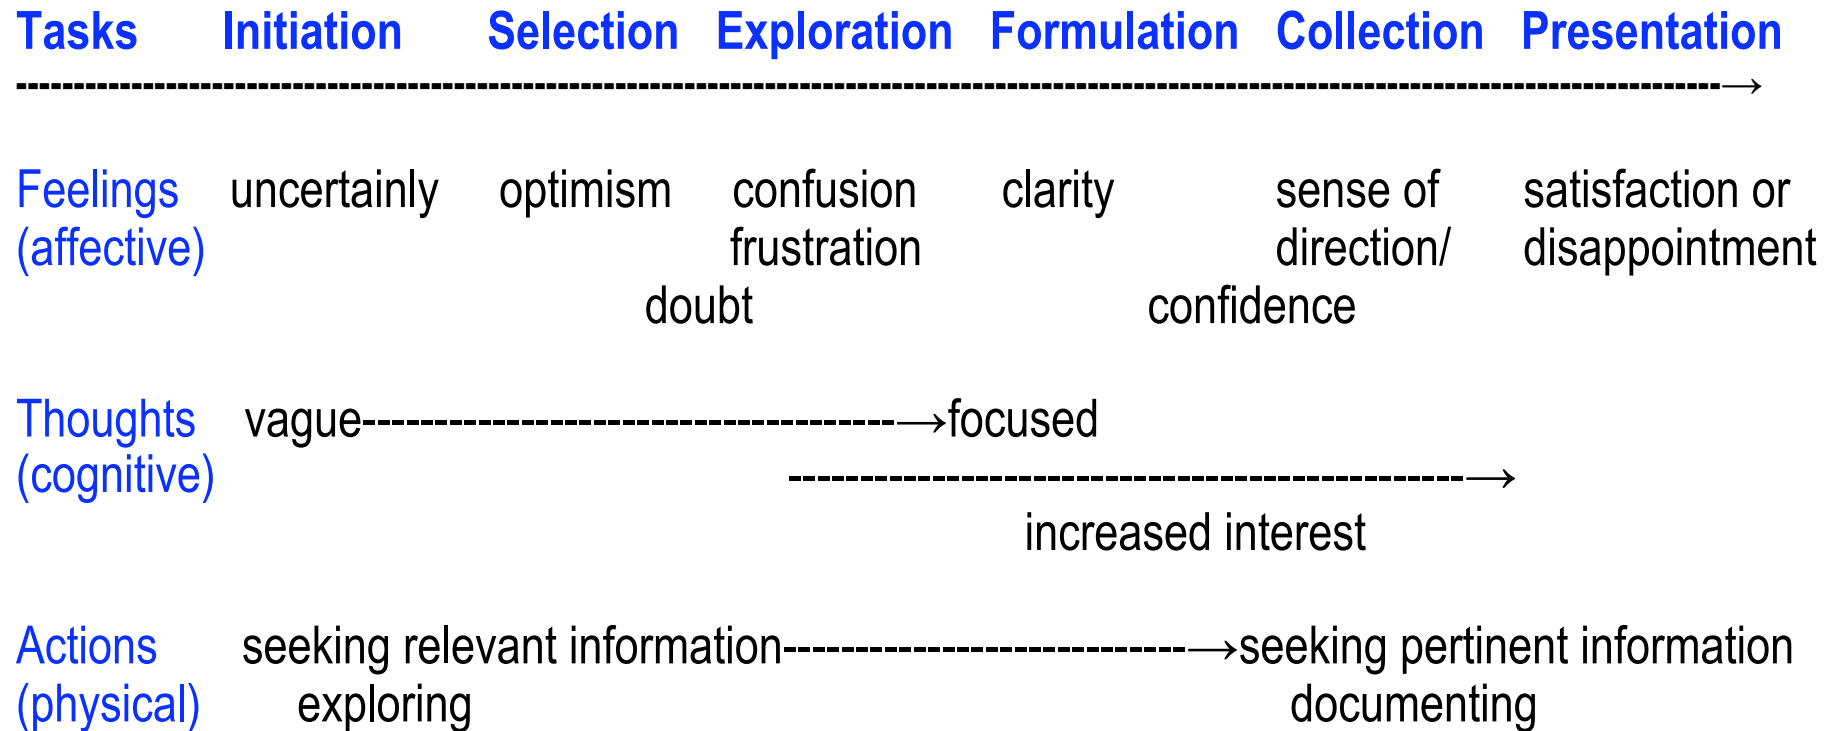 Tasks Initiation Selection Exploration Formulation Collection Presentation
--------------------------------------------------→
Feelings uncertainly optimism confusion clarity sense of satisfaction or
(affective) frustration direction/ disappointment
doubt confidence
Thoughts vague-----------------------------------→focused
(cognitive) ----------------------------------------------→
increased interest
Actions seeking relevant information---------------------------→seeking pertinent information
(physical) exploring documenting